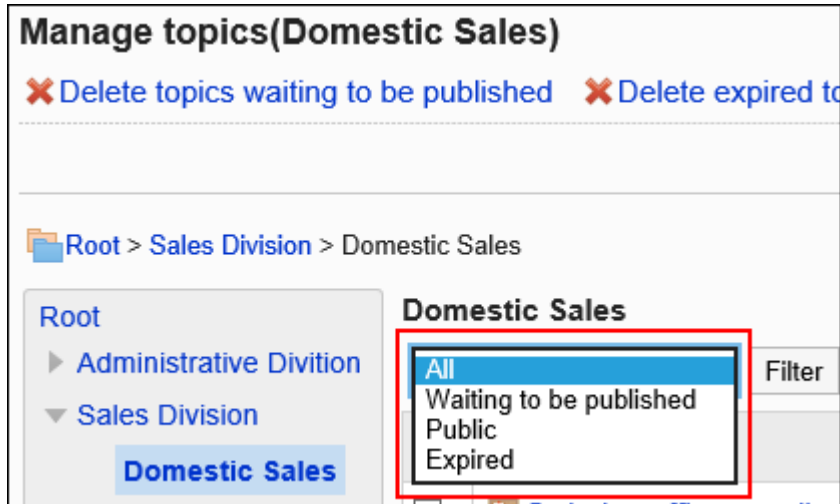 Manage topics(Domestic Sales)
Delete topics waiting to be published Delete expired
Root > Sales Division > Domestic Sales
Root
Administrative Divition
Sales Division
Domestic Sales
Domestic Sales
All
Waiting to be published
Public
Expired
Filter